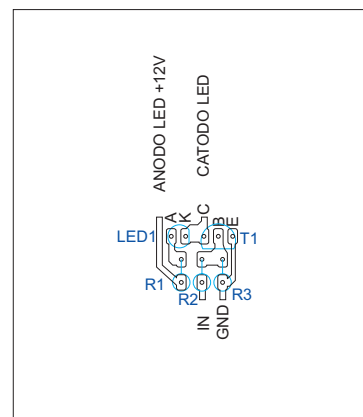 ANODO LED +12V
CATODO LED
A
K
C
B
E
LED1
T1
R1
R2
R3
IN
GND